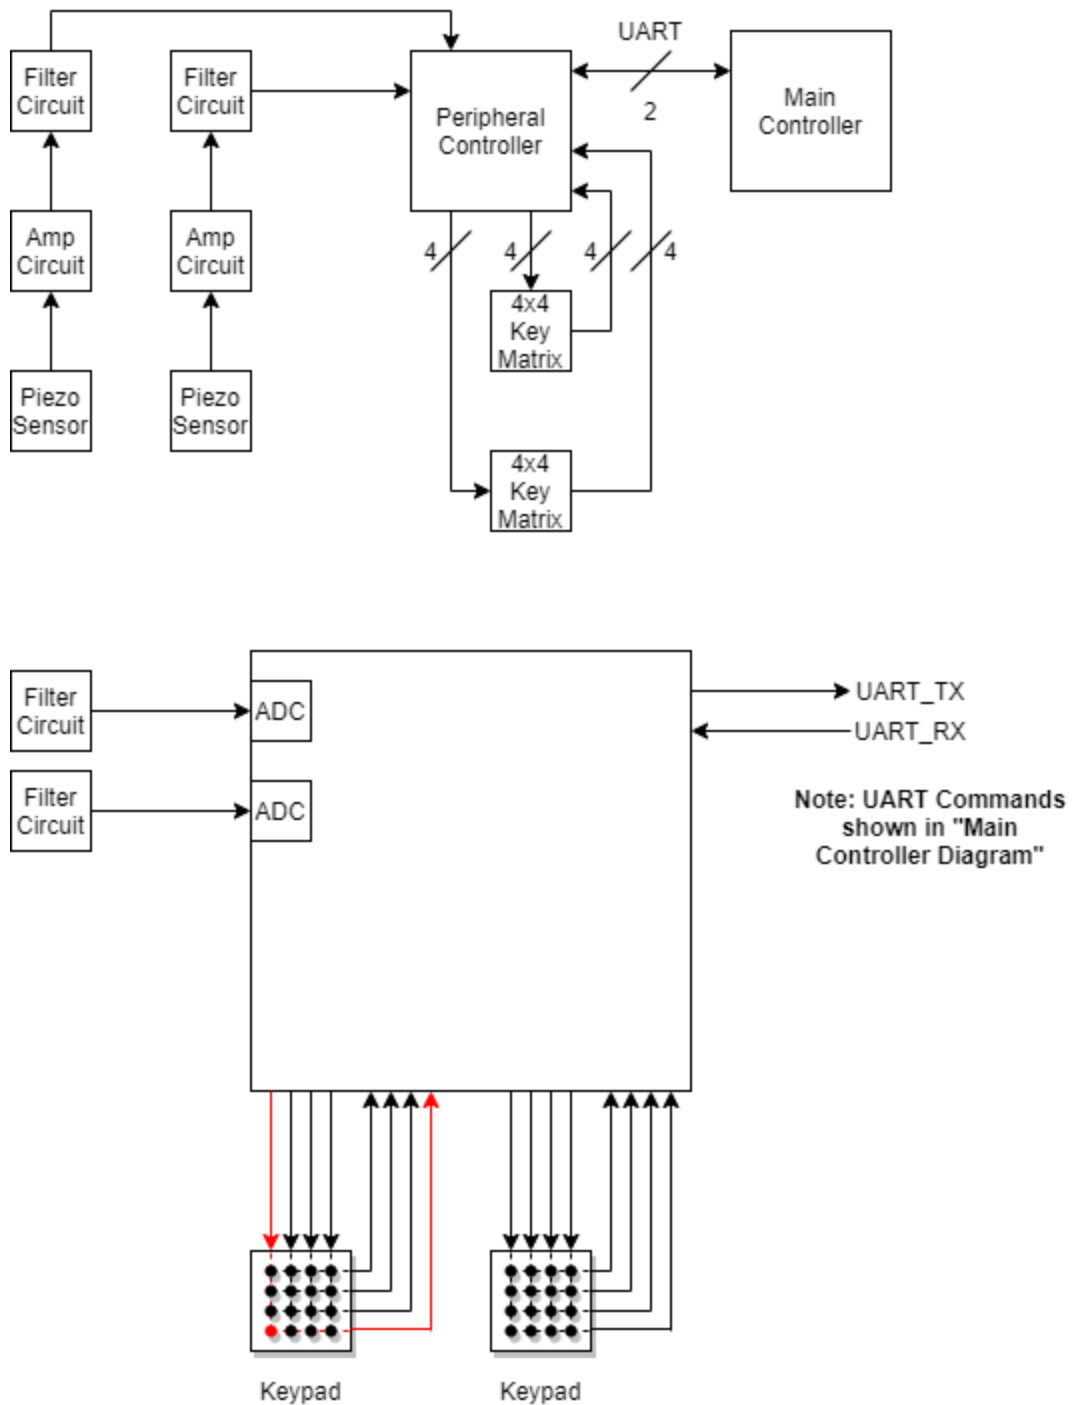 UART
Filter
Circuit
Filter
Circuit
Peripheral
Controller
2
Main
Controller
Amp
Circuit
Amp
Circuit
4
4
4
4
4x4
Key
Matrix
Piezo
Sensor
Piezo
Sensor
4x4
Key
Matrix
Filter
Circuit
ADC
UART_TX
UART_RX
Filter
Circuit
ADC
Note: UART Commands
shown in "Main
Controller Diagram"
Keypad
Keypad